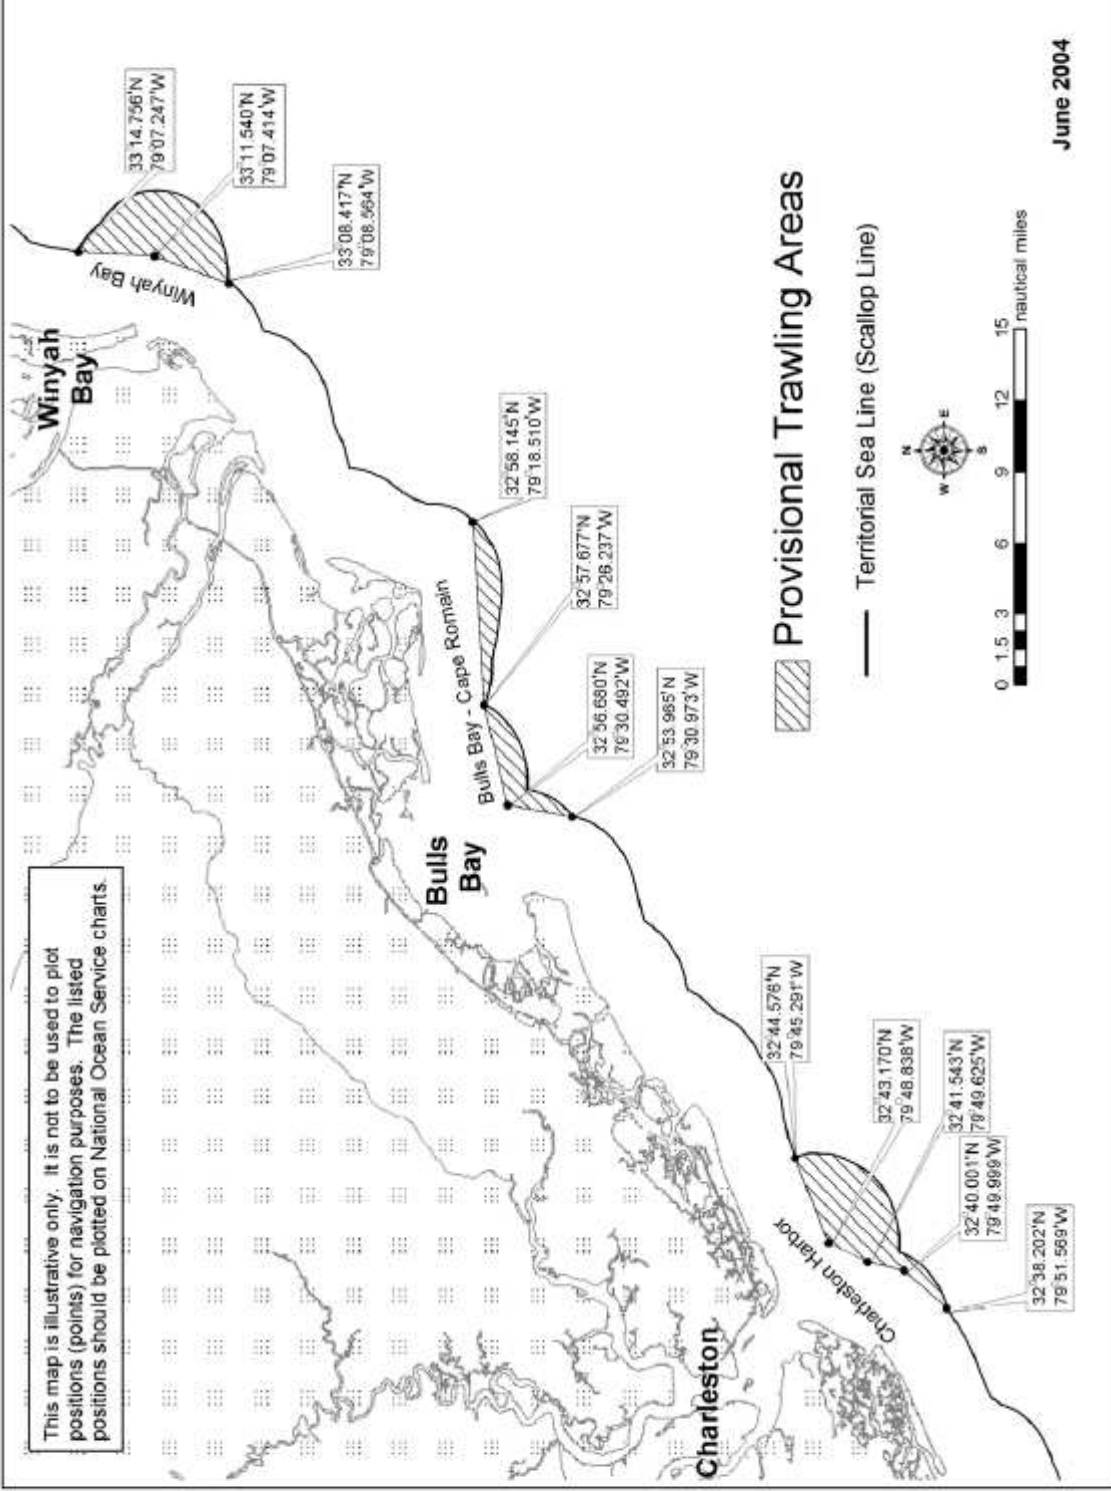 This map is illustrative only.  It is not to be used to plot
positions (points) for navigation purposes.  The listed
positions should be plotted on National Ocean Service charts.
Winyah
Bay
Winyah Bay
33°14.756'N
79°07.247'W
33°11.540'N
79°07.414'W
33°08.417'N
79°08.564'W
Bulls Bay - Cape Romain
32°58.145'N
79°18.510'W
32°57.677'N
79°26.237'W
32°56.680'N
79°30.492'W
32°53.965'N
79°30.973'W
Bulls
Bay
32°44.576'N
79°45.291'W
32°43.170'N
79°48.838'W
32°41.543'N
79°49.625'W
32°40.001'N
79°49.999'W
32°38.202'N
79°51.569'W
Charleston Harbor
Charleston
Provisional Trawling Areas
Territorial Sea Line (Scallop Line)
N
W
E
S
0 1.5 3 6 9 12 15
nautical miles
June 2004